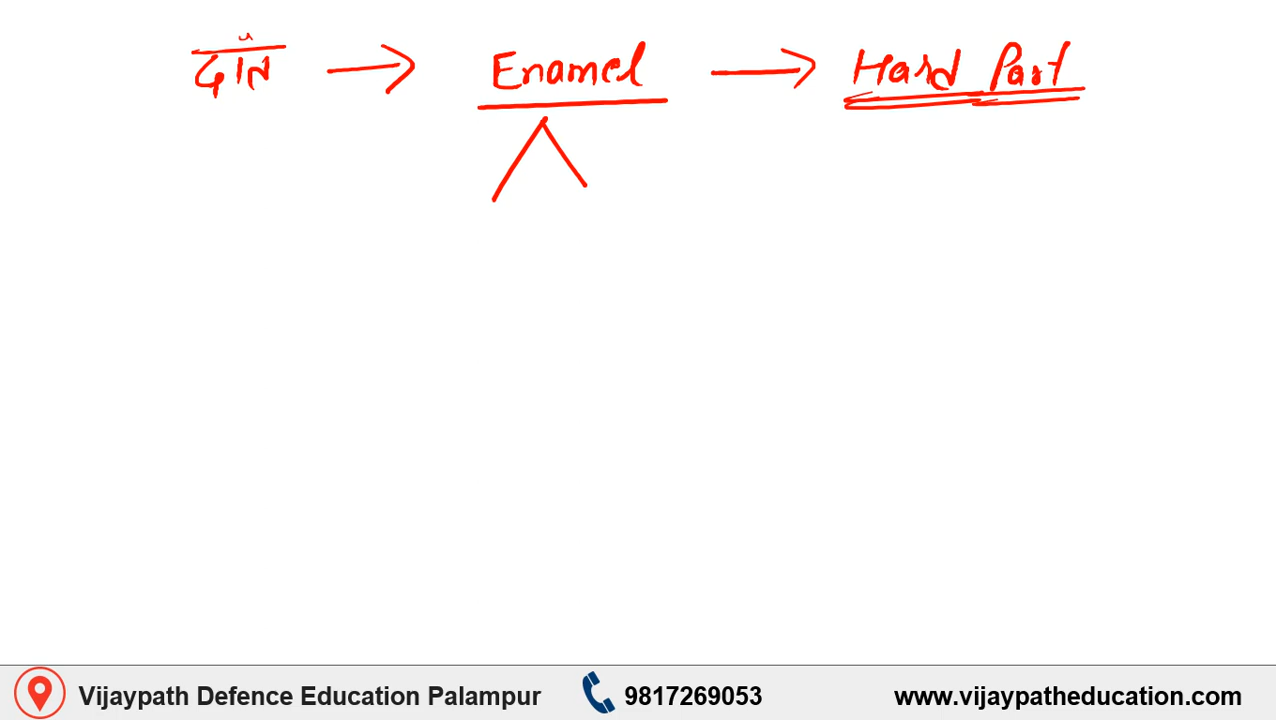 दाँत → Enamel → Hard Part
Vijaypath Defence Education Palampur 9817269053 www.vijaypatheducation.com